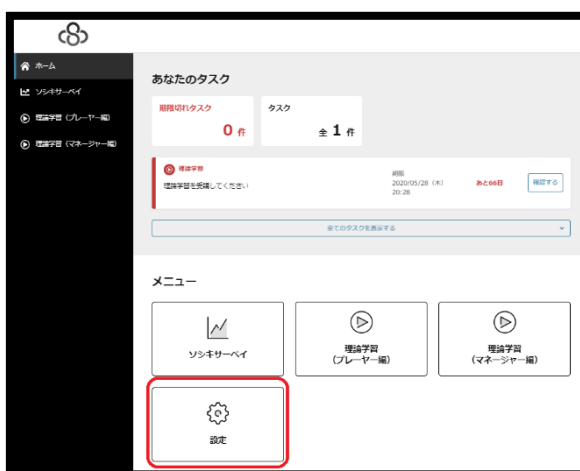 ホーム
ソシキサーベイ
理論学習 (プレーヤー編)
理論学習 (マネージャー編)
あなたのタスク
期限切れタスク
0 件
タスク
全 1 件
理論学習
理論学習を受講してください
期限
2020/05/28 (木)
20:28
あと66日
確認する
全てのタスクを表示する
メニュー
ソシキサーベイ
理論学習
(プレーヤー編)
理論学習
(マネージャー編)
設定